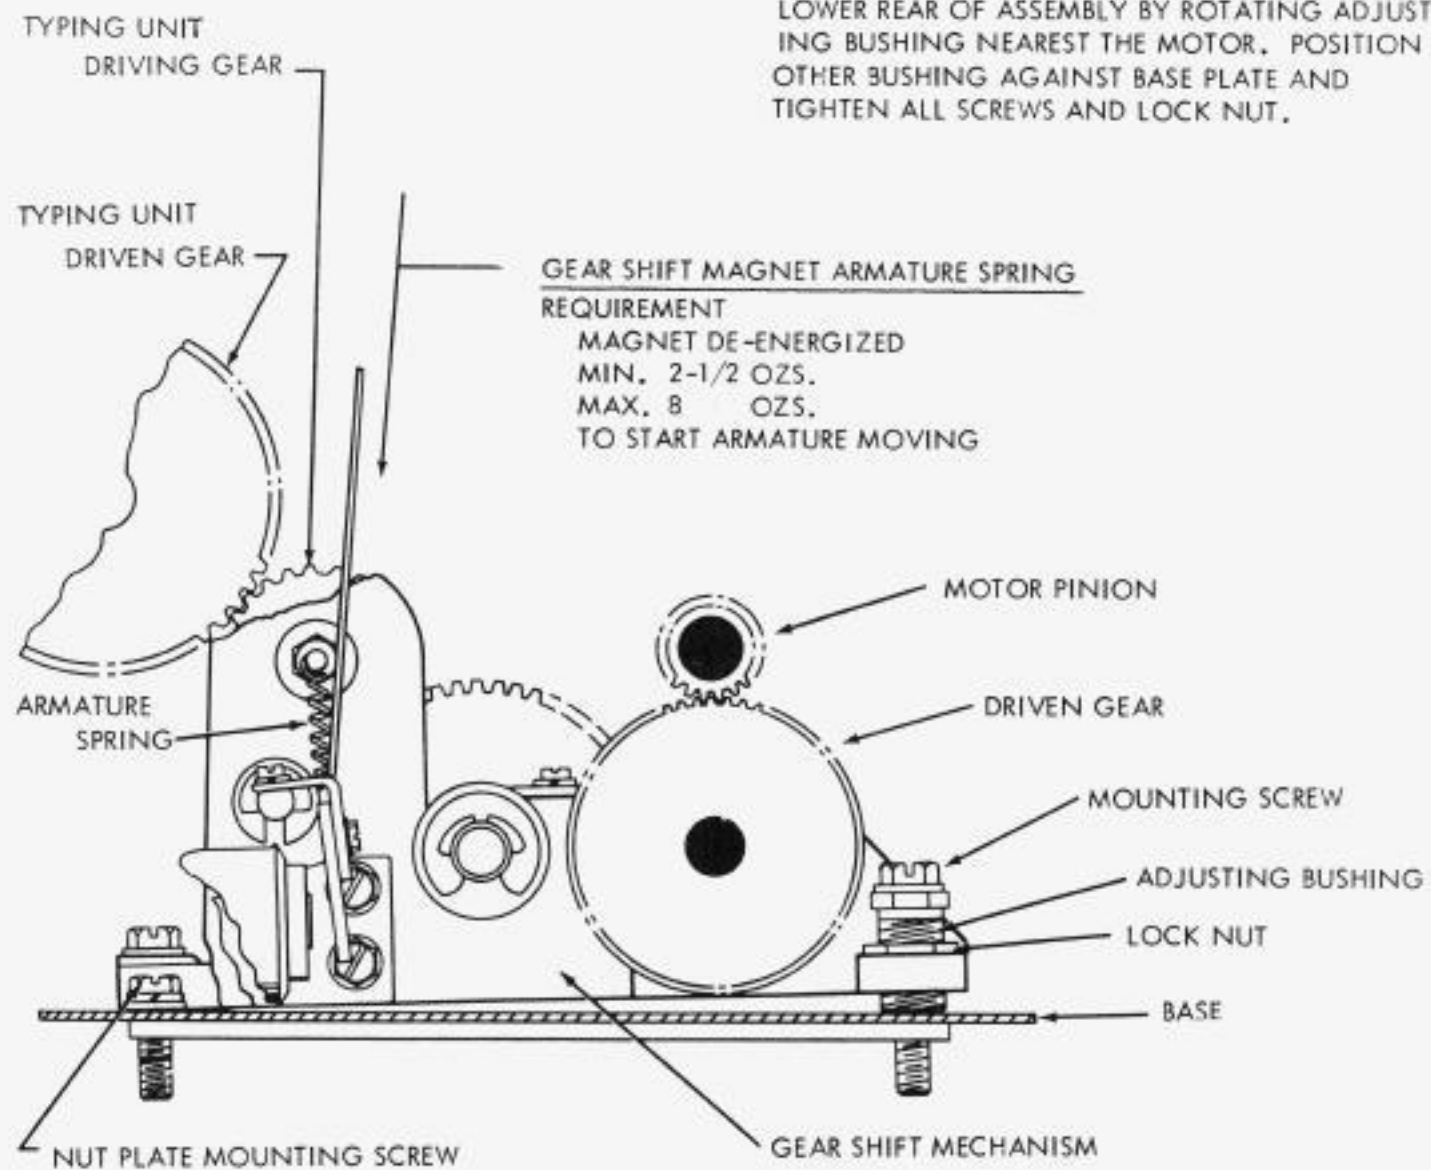 LOWER REAR OF ASSEMBLY BY ROTATING ADJUST
ING BUSHING NEAREST THE MOTOR. POSITION
OTHER BUSHING AGAINST BASE PLATE AND
TIGHTEN ALL SCREWS AND LOCK NUT.
TYPING UNIT
DRIVING GEAR
TYPING UNIT
DRIVEN GEAR
GEAR SHIFT MAGNET ARMATURE SPRING
REQUIREMENT
MAGNET DE-ENERGIZED
MIN. 2-1/2 OZS.
MAX. 8 OZS.
TO START ARMATURE MOVING
MOTOR PINION
ARMATURE
SPRING
DRIVEN GEAR
MOUNTING SCREW
ADJUSTING BUSHING
LOCK NUT
BASE
NUT PLATE MOUNTING SCREW
GEAR SHIFT MECHANISM